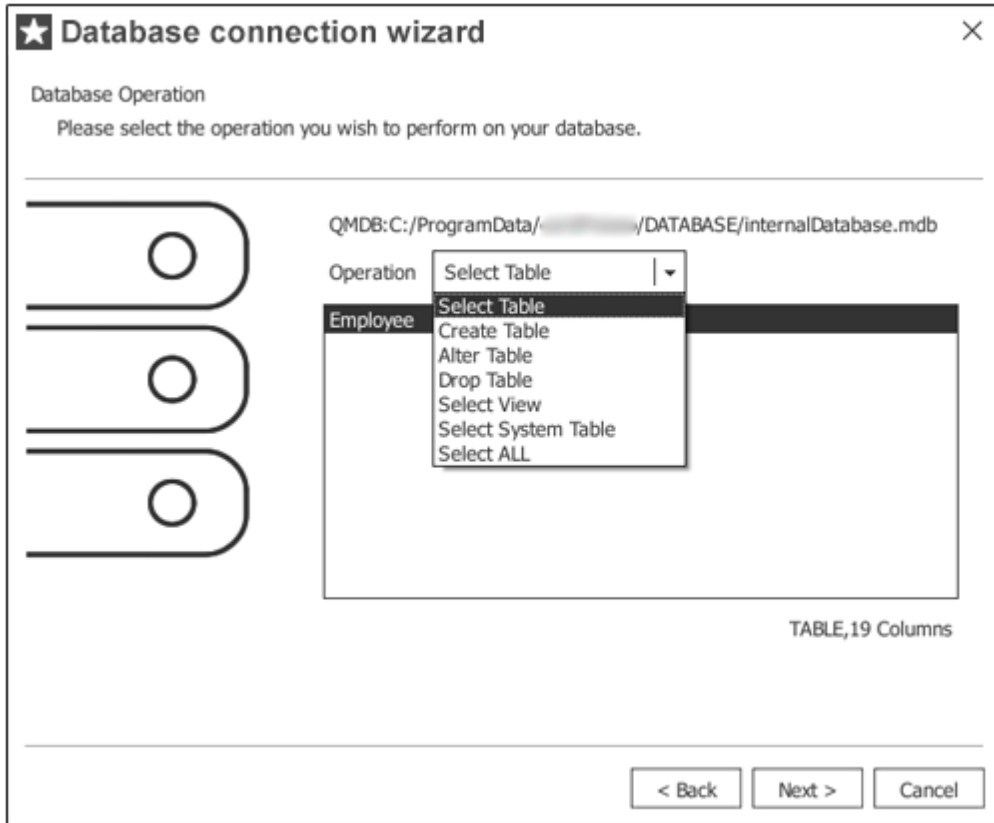 Database connection wizard
Database Operation
Please select the operation you wish to perform on your database.
QMDB:C:/ProgramData/ /DATABASE/internalDatabase.mdb
Operation Select Table
Employee
Select Table
Create Table
Alter Table
Drop Table
Select View
Select System Table
Select ALL
TABLE,19 Columns
< Back Next > Cancel